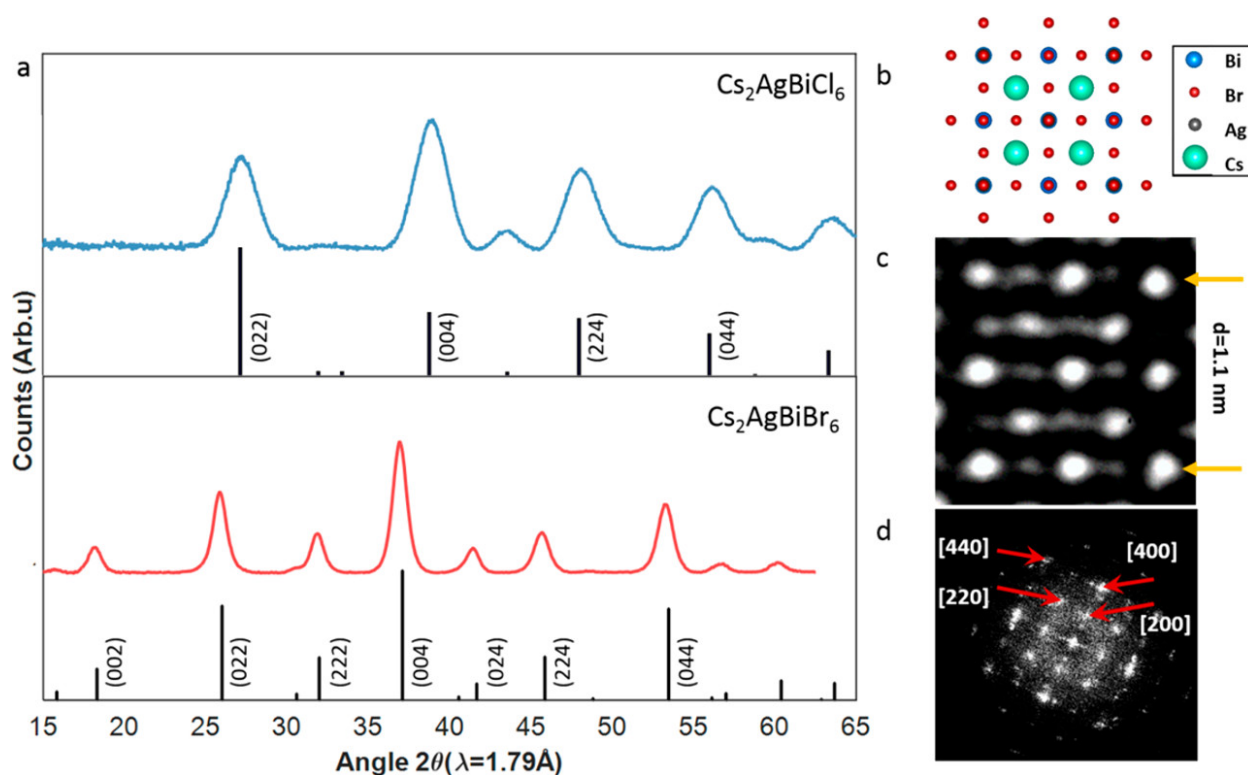 a
Cs₂AgBiCl₆
(022)
(004)
(224)
(044)
Cs₂AgBiBr₆
(002)
(022)
(222)
(004)
(024)
(224)
(044)
Counts (Arb.u)
15 20 25 30 35 40 45 50 55 60 65
Angle 2θ(λ=1.79Å)
b
Bi
Br
Ag
Cs
c
d=1.1 nm
d
[440]
[400]
[220]
[200]